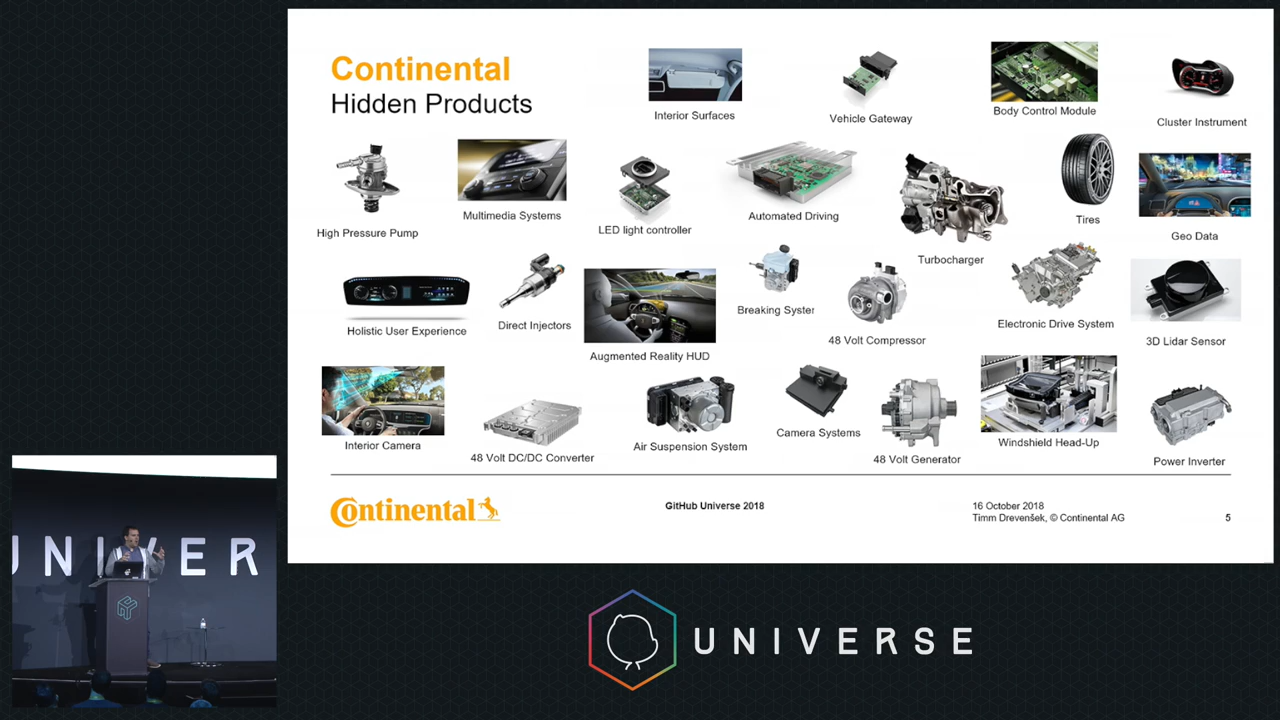 Continental
Hidden Products
Interior Surfaces
Vehicle Gateway
Body Control Module
Cluster Instrument
High Pressure Pump
Multimedia Systems
LED light controller
Automated Driving
Turbocharger
Tires
Geo Data
Holistic User Experience
Direct Injectors
Augmented Reality HUD
Breaking Syster
48 Volt Compressor
Electronic Drive System
3D Lidar Sensor
Interior Camera
48 Volt DC/DC Converter
Air Suspension System
Camera Systems
48 Volt Generator
Windshield Head-Up
Power Inverter
Continental
GitHub Universe 2018
16 October 2018
Timm Drevenšek, © Continental AG
5
UNIVER
UNIVERSE